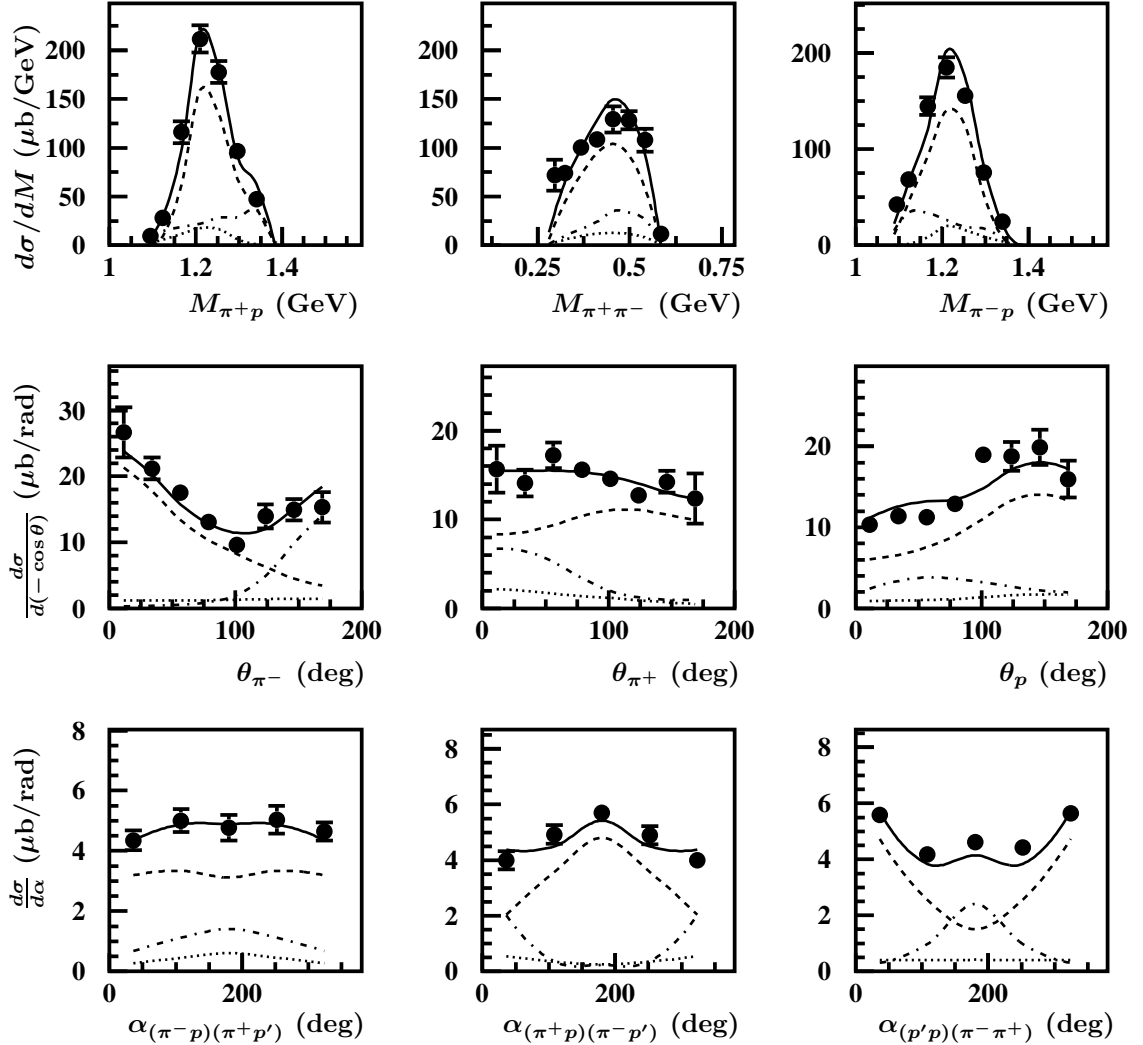 dσ/dM (μb/GeV)
0 50 100 150 200
1 1.2 1.4
M_{π+p} (GeV)
0 50 100 150 200
0.25 0.5 0.75
M_{π+π−} (GeV)
0 50 100 150 200
1 1.2 1.4
M_{π−p} (GeV)
dσ/d(− cos θ) (μb/rad)
0 10 20 30
0 100 200
θ_{π−} (deg)
0 10 20
0 100 200
θ_{π+} (deg)
0 10 20
0 100 200
θ_p (deg)
dσ/dα (μb/rad)
0 2 4 6 8
0 200
α_{(π−p)(π+p′)} (deg)
0 2 4 6 8
0 200
α_{(π+p)(π−p′)} (deg)
0 2 4 6 8
0 200
α_{(p′p)(π−π+)} (deg)